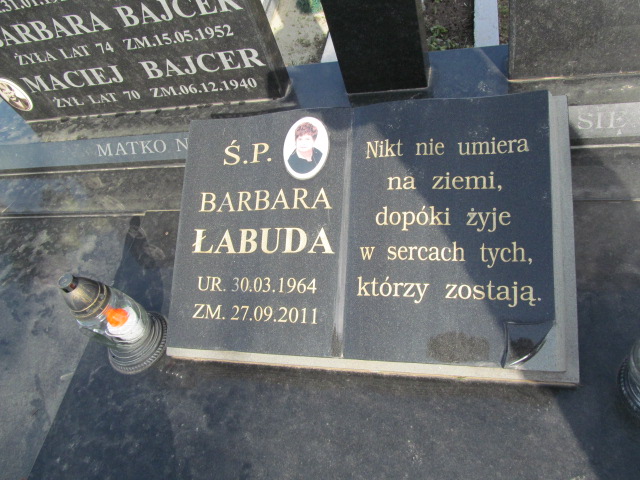 BARBARA BAJCER
ŻYŁA LAT 74 ZM. 15.05.1952
MACIEJ BAJCER
ŻYŁ LAT 70 ZM. 06.12.1940
MATKO
SIĘ
Ś.P.
BARBARA
ŁABUDA
UR. 30.03.1964
ZM. 27.09.2011
Nikt nie umiera
na ziemi,
dopóki żyje
w sercach tych,
którzy zostają.